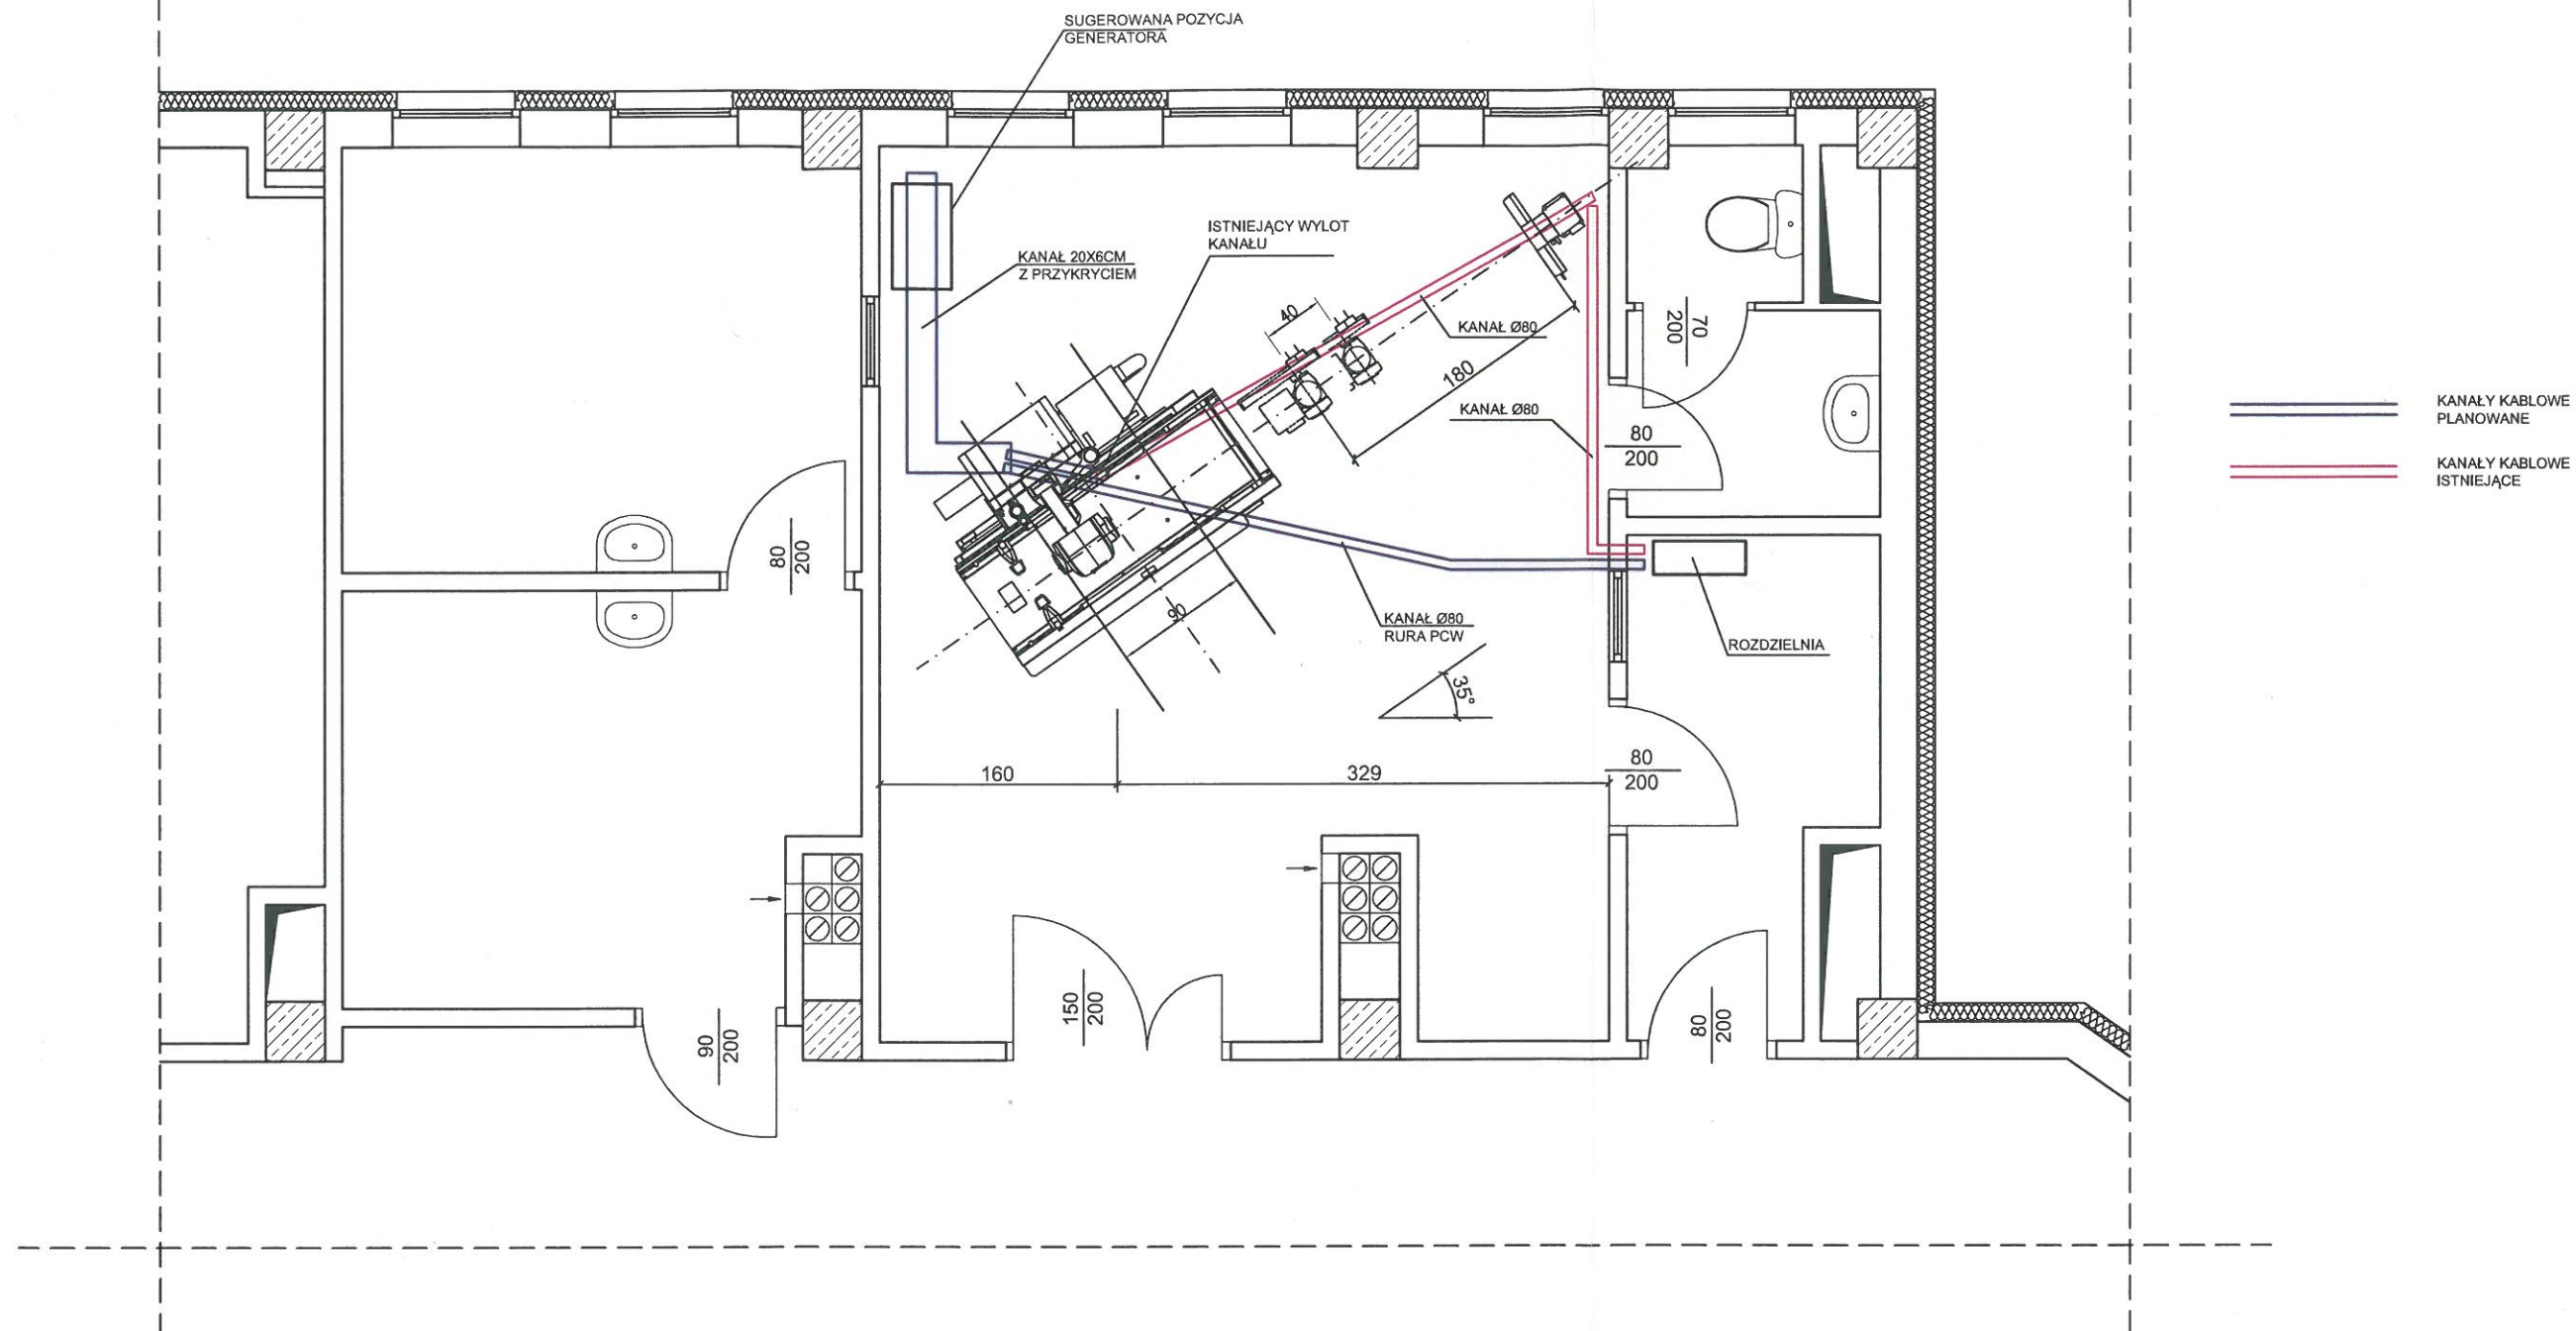 SUGEROWANA POZYCJA
GENERATORA
ISTNIEJĄCY WYLOT
KANAŁU
KANAŁ 20X6CM
Z PRZYKRYCIEM
40
KANAŁ Ø80
180
70
200
KANAŁ Ø80
80
200
KANAŁY KABLOWE
PLANOWANE
KANAŁY KABLOWE
ISTNIEJĄCE
80
200
90
KANAŁ Ø80
RURA PCW
ROZDZIELNIA
35°
160
329
80
200
150
200
90
200
80
200